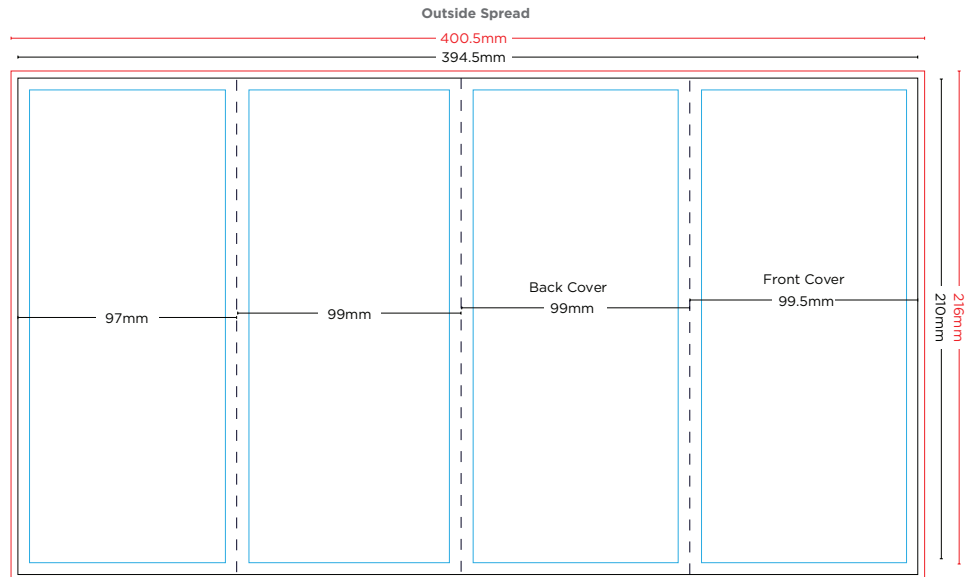 Outside Spread
400.5mm
394.5mm
97mm
99mm
Back Cover
99mm
Front Cover
99.5mm
210mm
216mm